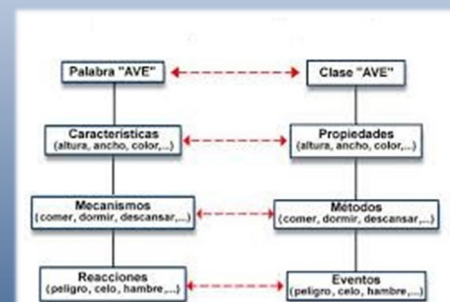 Palabra "AVE"
Clase "AVE"
Características
(altura, ancho, color,...)
Propiedades
(altura, ancho, color,...)
Mecanismos
(comer, dormir, descansar,...)
Métodos
(comer, dormir, descansar,...)
Reacciones
(peligro, celo, hambre,...)
Eventos
(peligro, celo, hambre,...)